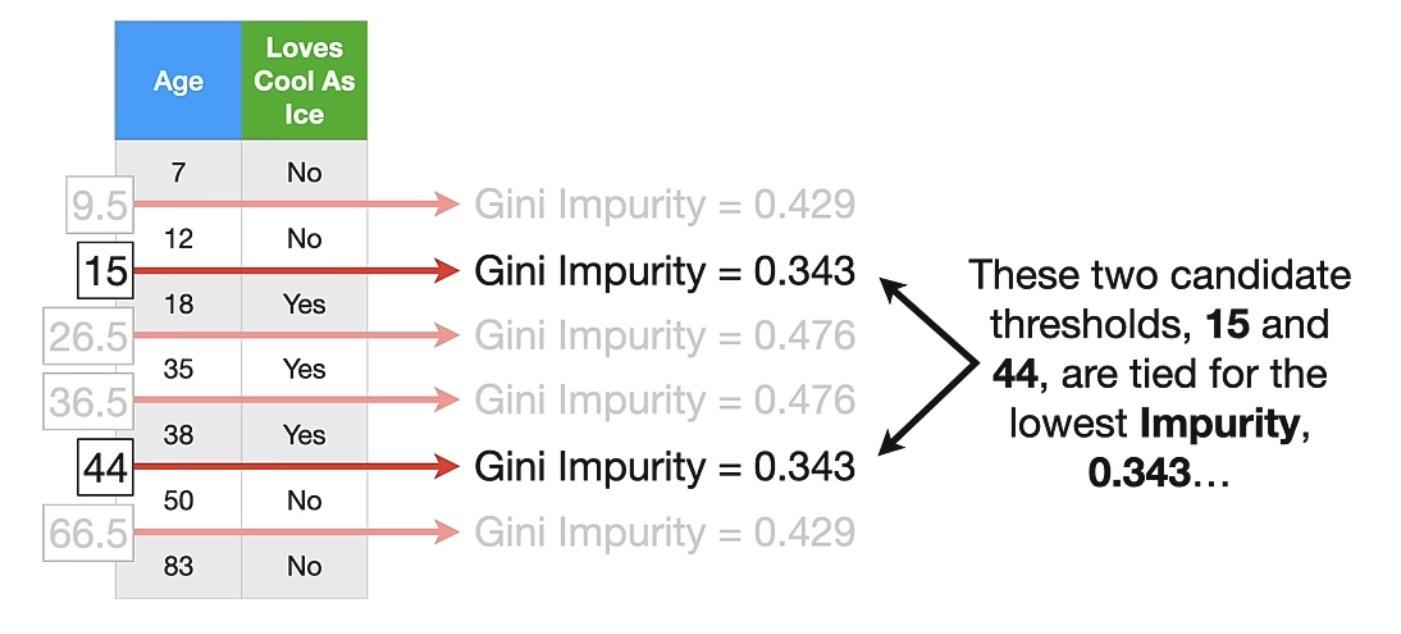 Age
Loves
Cool As
Ice
7 No
9.5 Gini Impurity = 0.429
12 No
15 Gini Impurity = 0.343
18 Yes
26.5 Gini Impurity = 0.476
35 Yes
36.5 Gini Impurity = 0.476
38 Yes
44 Gini Impurity = 0.343
50 No
66.5 Gini Impurity = 0.429
83 No
These two candidate
thresholds, 15 and
44, are tied for the
lowest Impurity,
0.343…